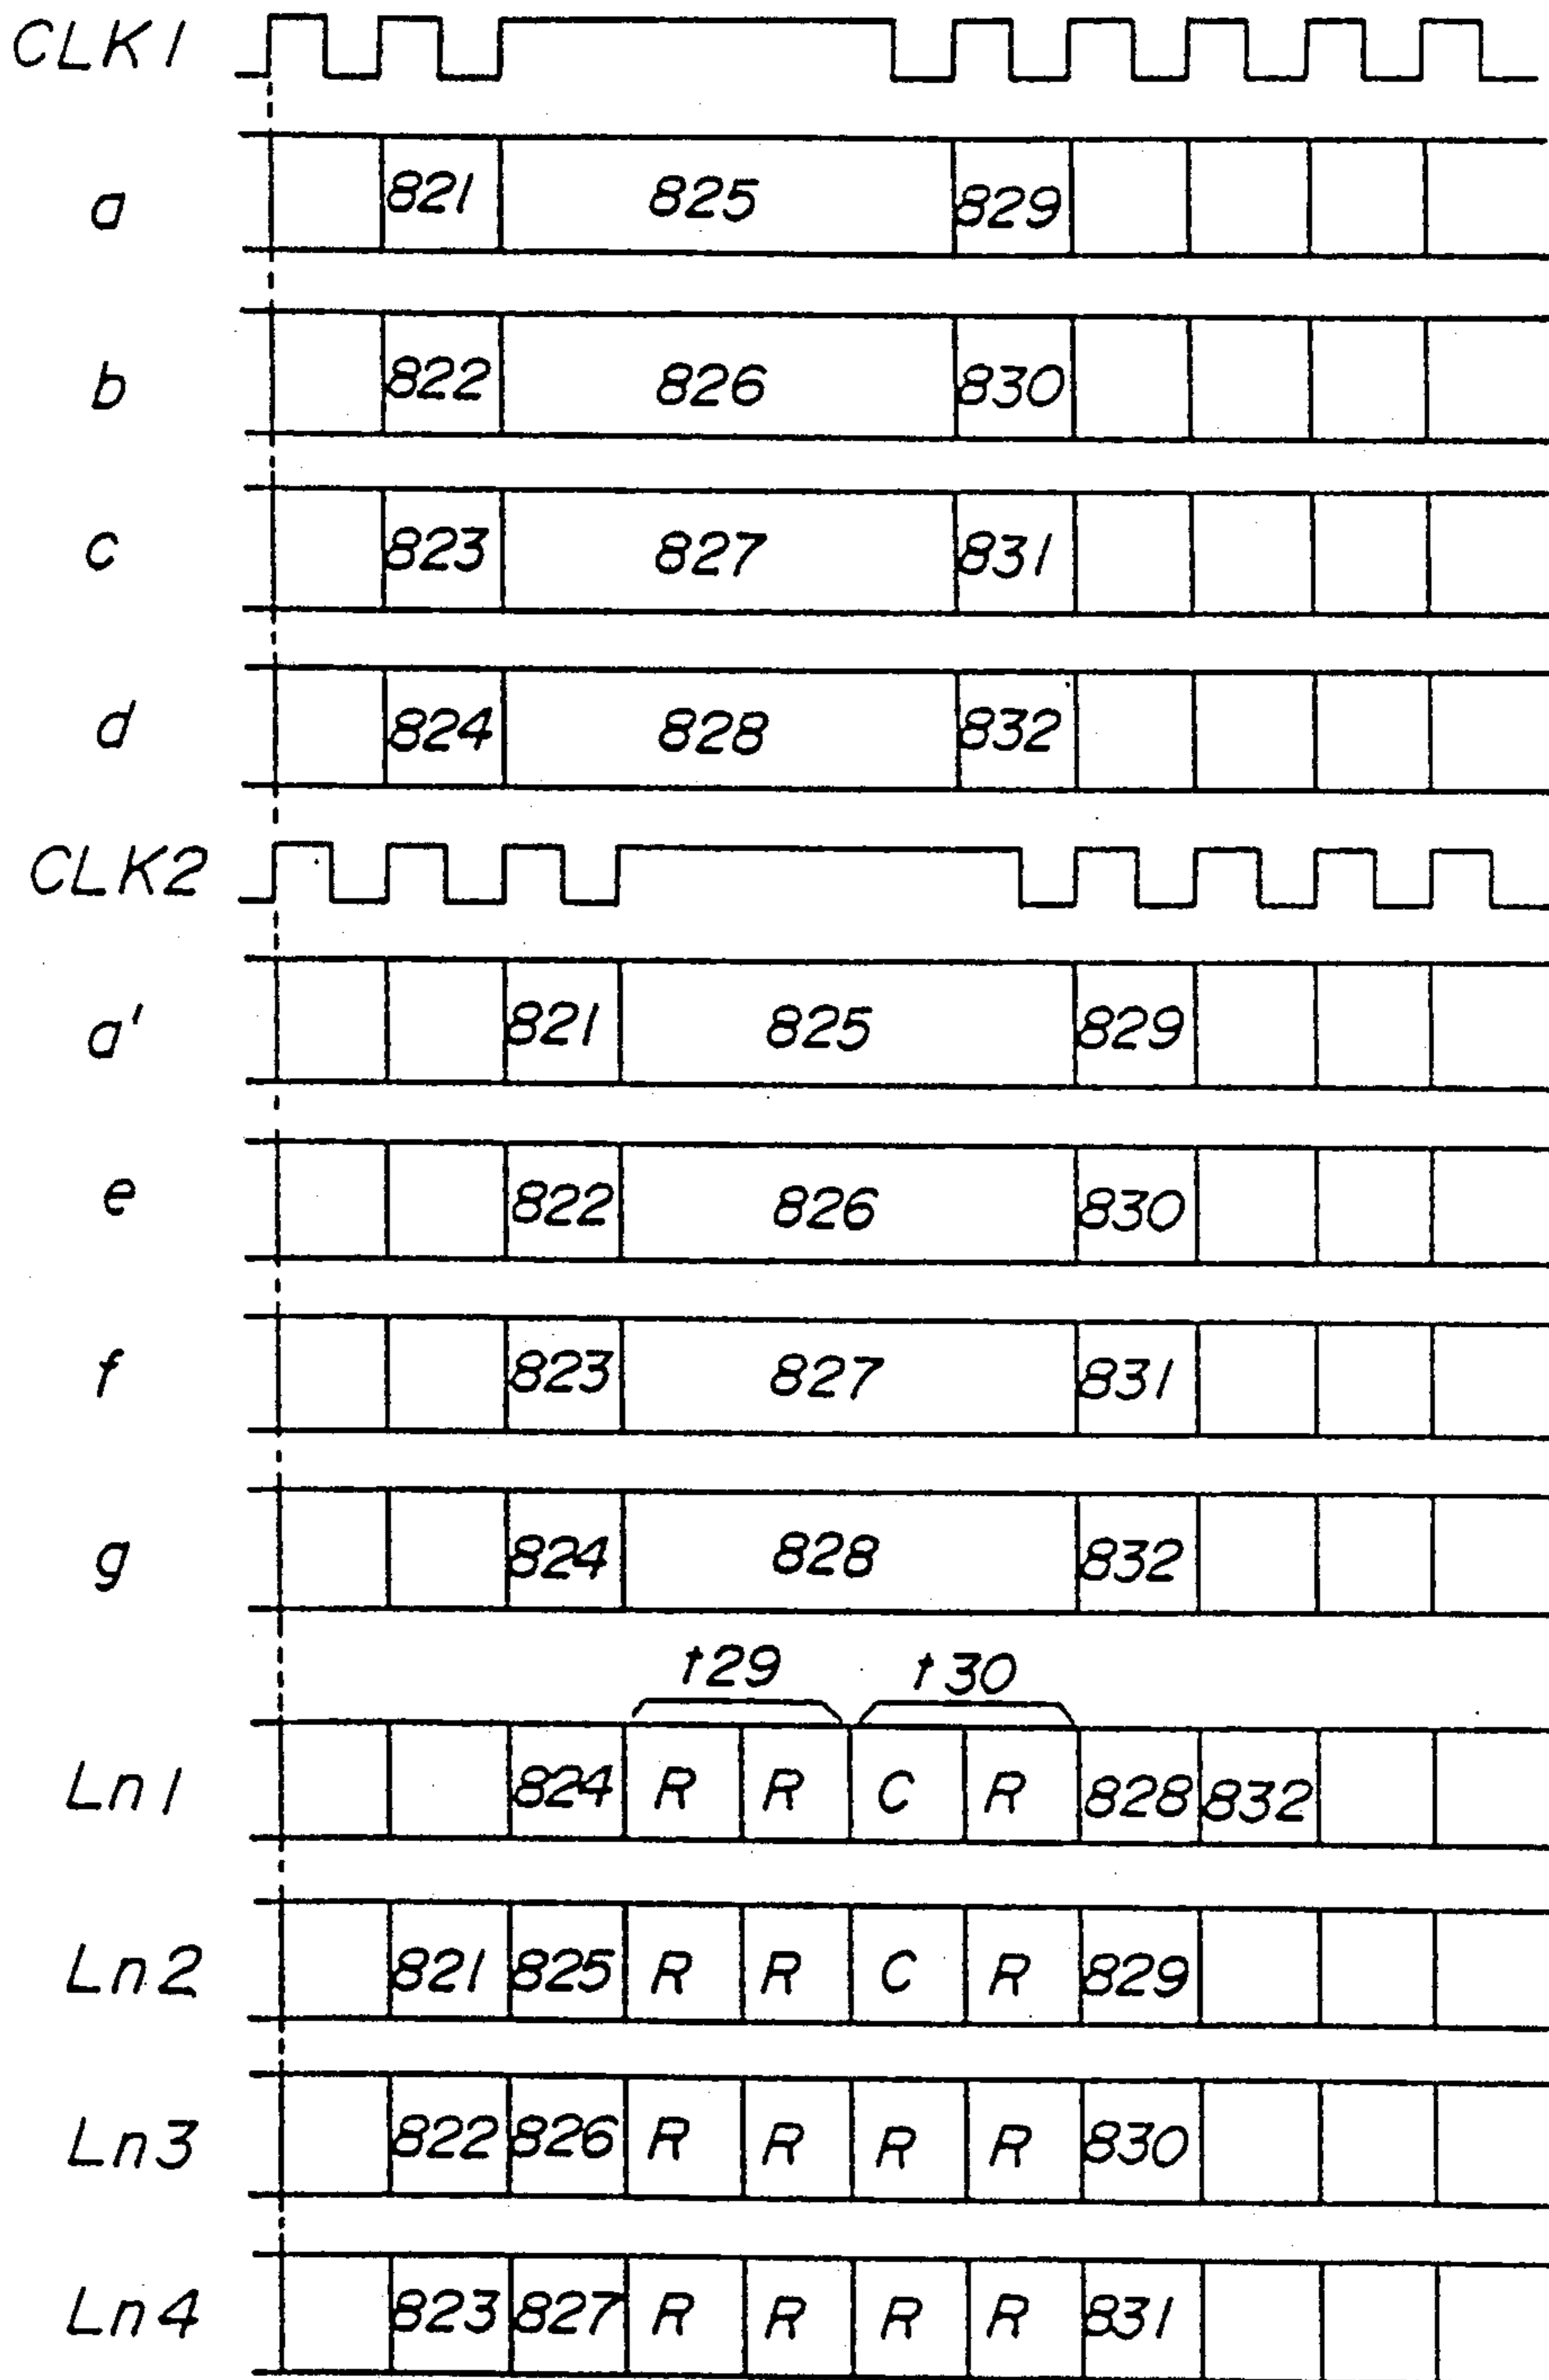 CLK1
a 821 825 829
b 822 826 830
c 823 827 831
d 824 828 832
CLK2
a' 821 825 829
e 822 826 830
f 823 827 831
g 824 828 832
t29 t30
Ln1 824 R R C R 828 832
Ln2 821 825 R R C R 829
Ln3 822 826 R R R R 830
Ln4 823 827 R R R R 831